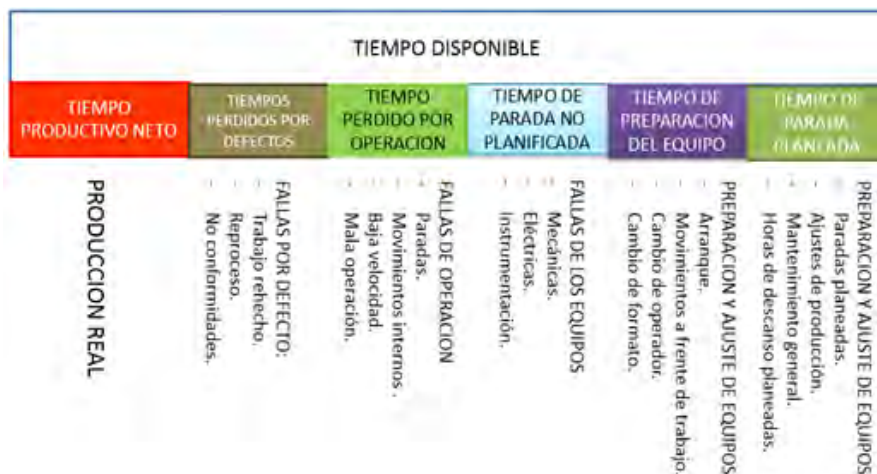 TIEMPO DISPONIBLE
TIEMPO
PRODUCTIVO NETO
TIEMPOS
PERDIDOS POR
DEFECTOS
TIEMPO
PERDIDO POR
OPERACION
TIEMPO DE
PARADA NO
PLANIFICADA
TIEMPO DE
PREPARACION
DEL EQUIPO
TIEMPO DE
PARADA
PLANEADA
PRODUCCION REAL
FALLAS POR DEFECTO:
- Trabajo rehecho.
- Reproceso.
- No conformidades.
FALLAS DE OPERACIÓN
- Paradas.
- Movimientos internos .
- Baja velocidad.
- Mala operación.
FALLAS DE LOS EQUIPOS
- Mecánicas.
- Eléctricas.
- Instrumentación.
PREPARACION Y AJUSTE DE EQUIPOS
- Arranque.
- Movimientos a frente de trabajo.
- Cambio de operador.
- Cambio de formato.
PREPARACION Y AJUSTE DE EQUIPOS
- Paradas planeadas.
- Ajustes de producción.
- Mantenimiento general.
- Horas de descanso planeadas.